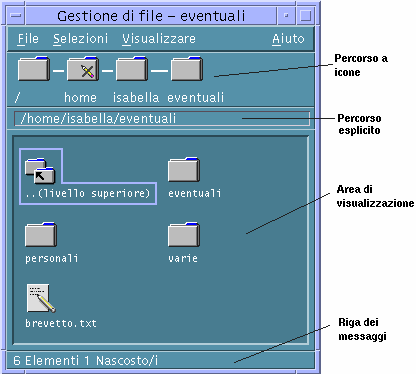 Gestione di file - eventuali
File Selezioni Visualizzare Aiuto
/ home isabella eventuali
Percorso a
icone
/home/isabella/eventuali
Percorso
esplicito
..(livello superiore) eventuali
Area di
visualizzazione
personali varie
brevetto.txt
Riga dei
messaggi
6 Elementi 1 Nascosto/i